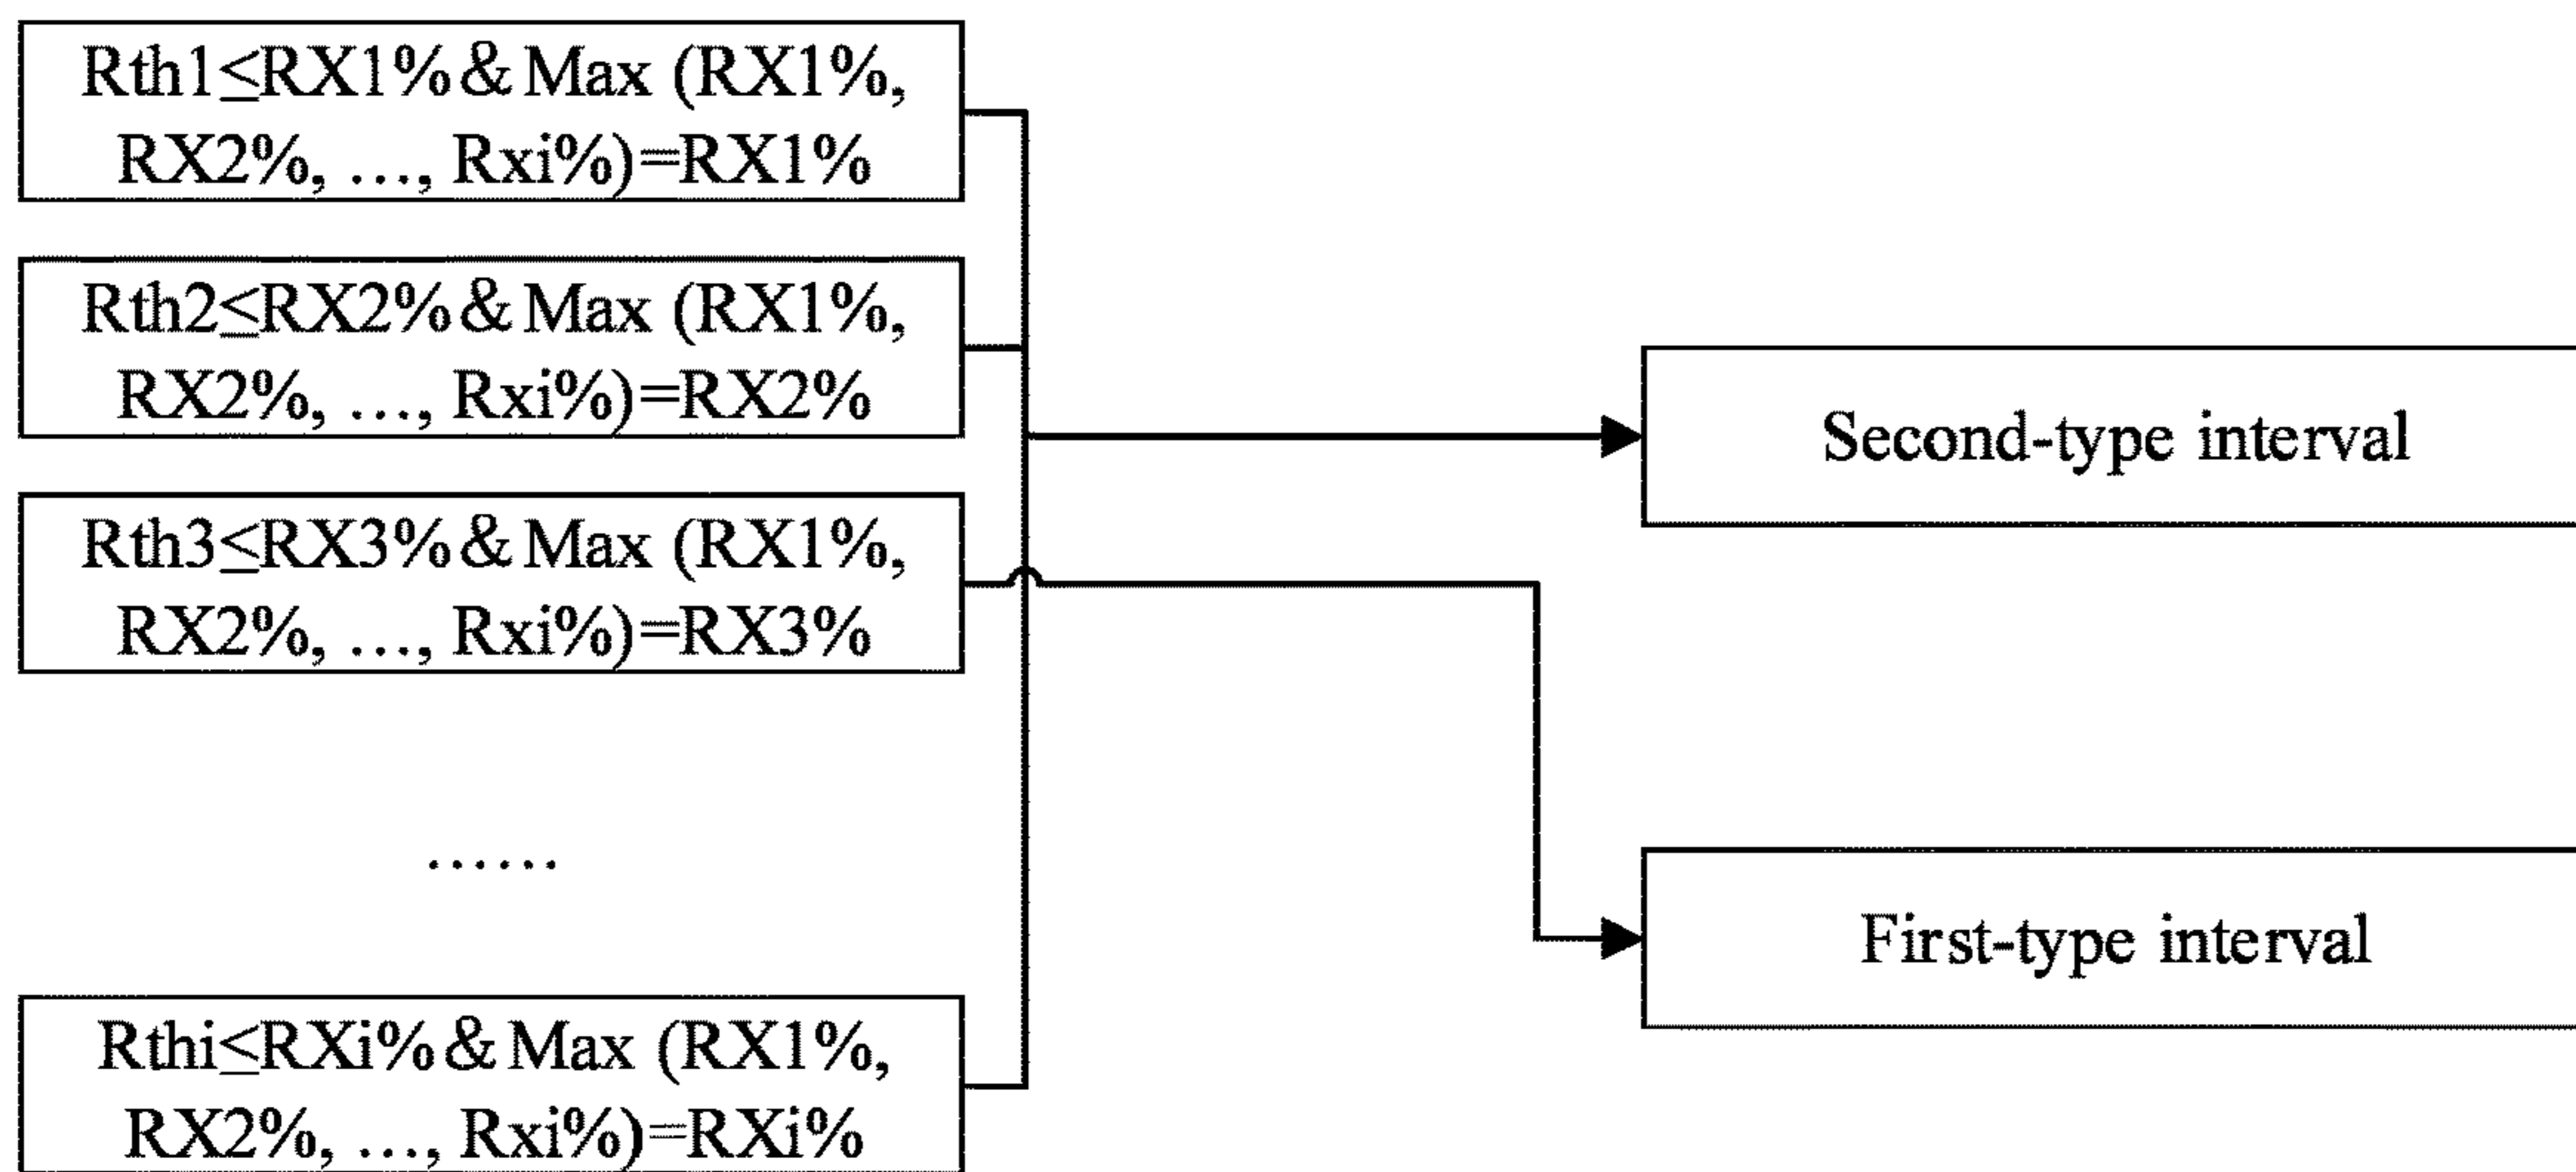 Rth1≤RX1% & Max (RX1%,
RX2%, ..., Rxi%)=RX1%
Rth2≤RX2% & Max (RX1%,
RX2%, ..., Rxi%)=RX2%
Second-type interval
Rth3≤RX3% & Max (RX1%,
RX2%, ..., Rxi%)=RX3%
......
First-type interval
Rthi≤RXi% & Max (RX1%,
RX2%, ..., Rxi%)=RXi%